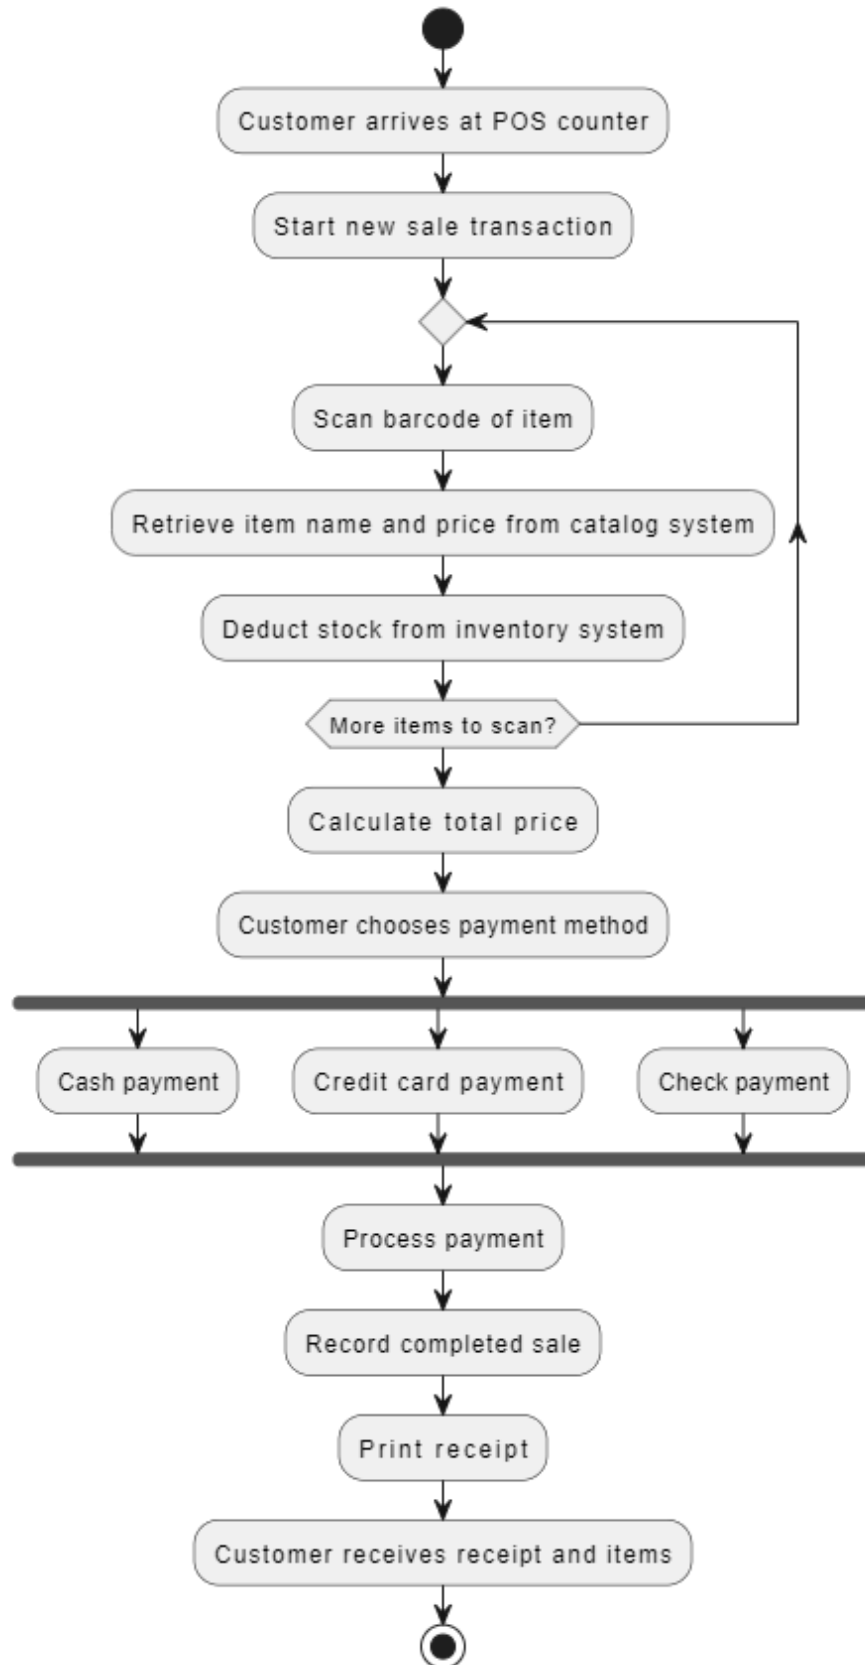 Customer arrives at POS counter
Start new sale transaction
Scan barcode of item
Retrieve item name and price from catalog system
Deduct stock from inventory system
More items to scan?
Calculate total price
Customer chooses payment method
Cash payment
Credit card payment
Check payment
Process payment
Record completed sale
Print receipt
Customer receives receipt and items